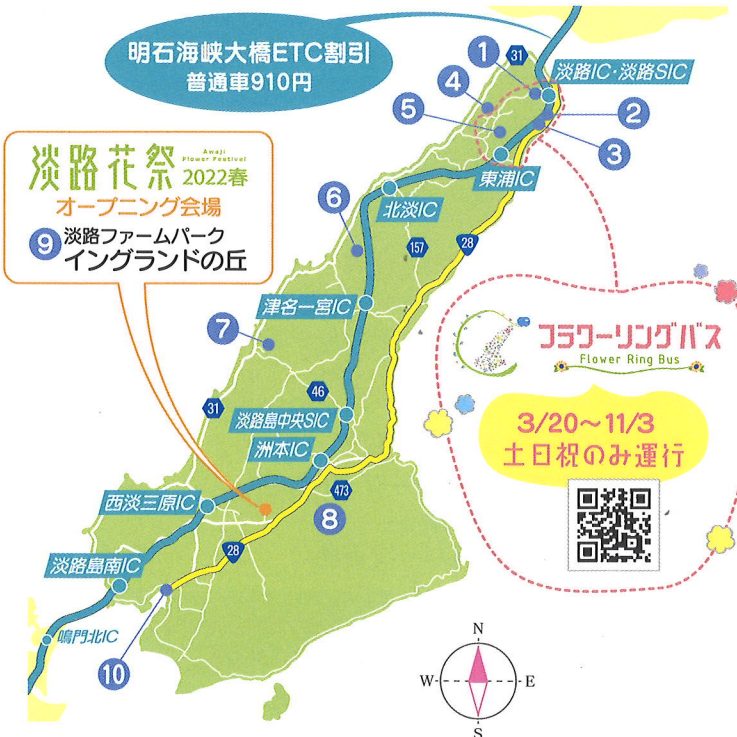 明石海峡大橋ETC割引
普通車910円
31
1
淡路IC・淡路SIC
4
2
5
3
淡路花祭
Awaji
Flower Festival
2022春
オープニング会場
9 淡路ファームパーク
イングランドの丘
東浦IC
北淡IC
6
157
28
津名一宮IC
フラワーリングバス
Flower Ring Bus
7
46
31
淡路島中央SIC
3/20〜11/3
土日祝のみ運行
洲本IC
473
西淡三原IC
8
28
淡路島南IC
鳴門北IC
10
N
W
E
S